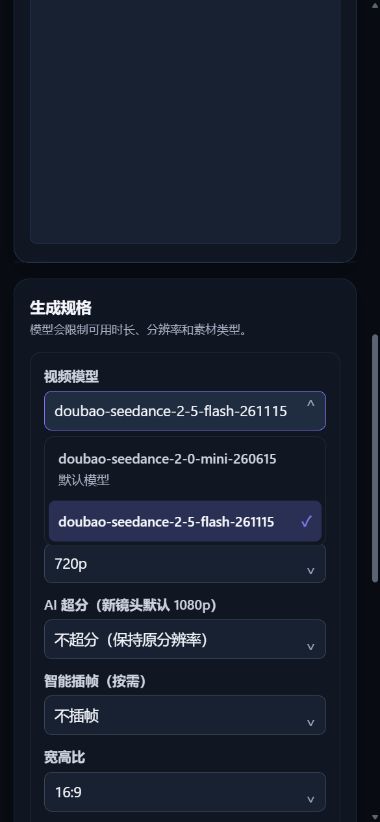 生成规格
模型会限制可用时长、分辨率和素材类型。
视频模型
doubao-seedance-2-5-flash-261115
doubao-seedance-2-0-mini-260615
默认模型
doubao-seedance-2-5-flash-261115
720p
AI 超分（新镜头默认 1080p）
不超分（保持原分辨率）
智能插帧（按需）
不插帧
宽高比
16:9